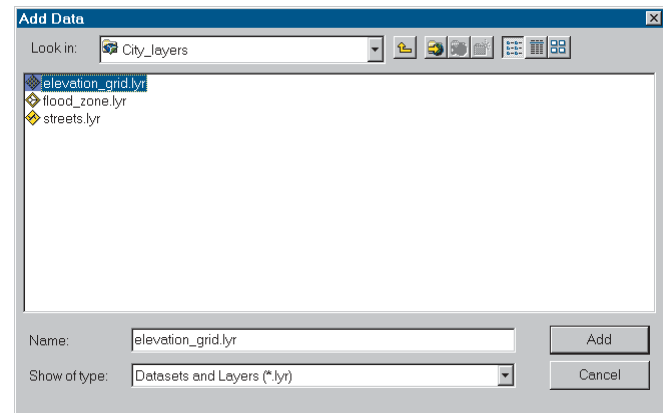 Add Data
Look in: City_layers
elevation_grid.lyr
flood_zone.lyr
streets.lyr
Name: elevation_grid.lyr Add
Show of type: Datasets and Layers (*.lyr) Cancel